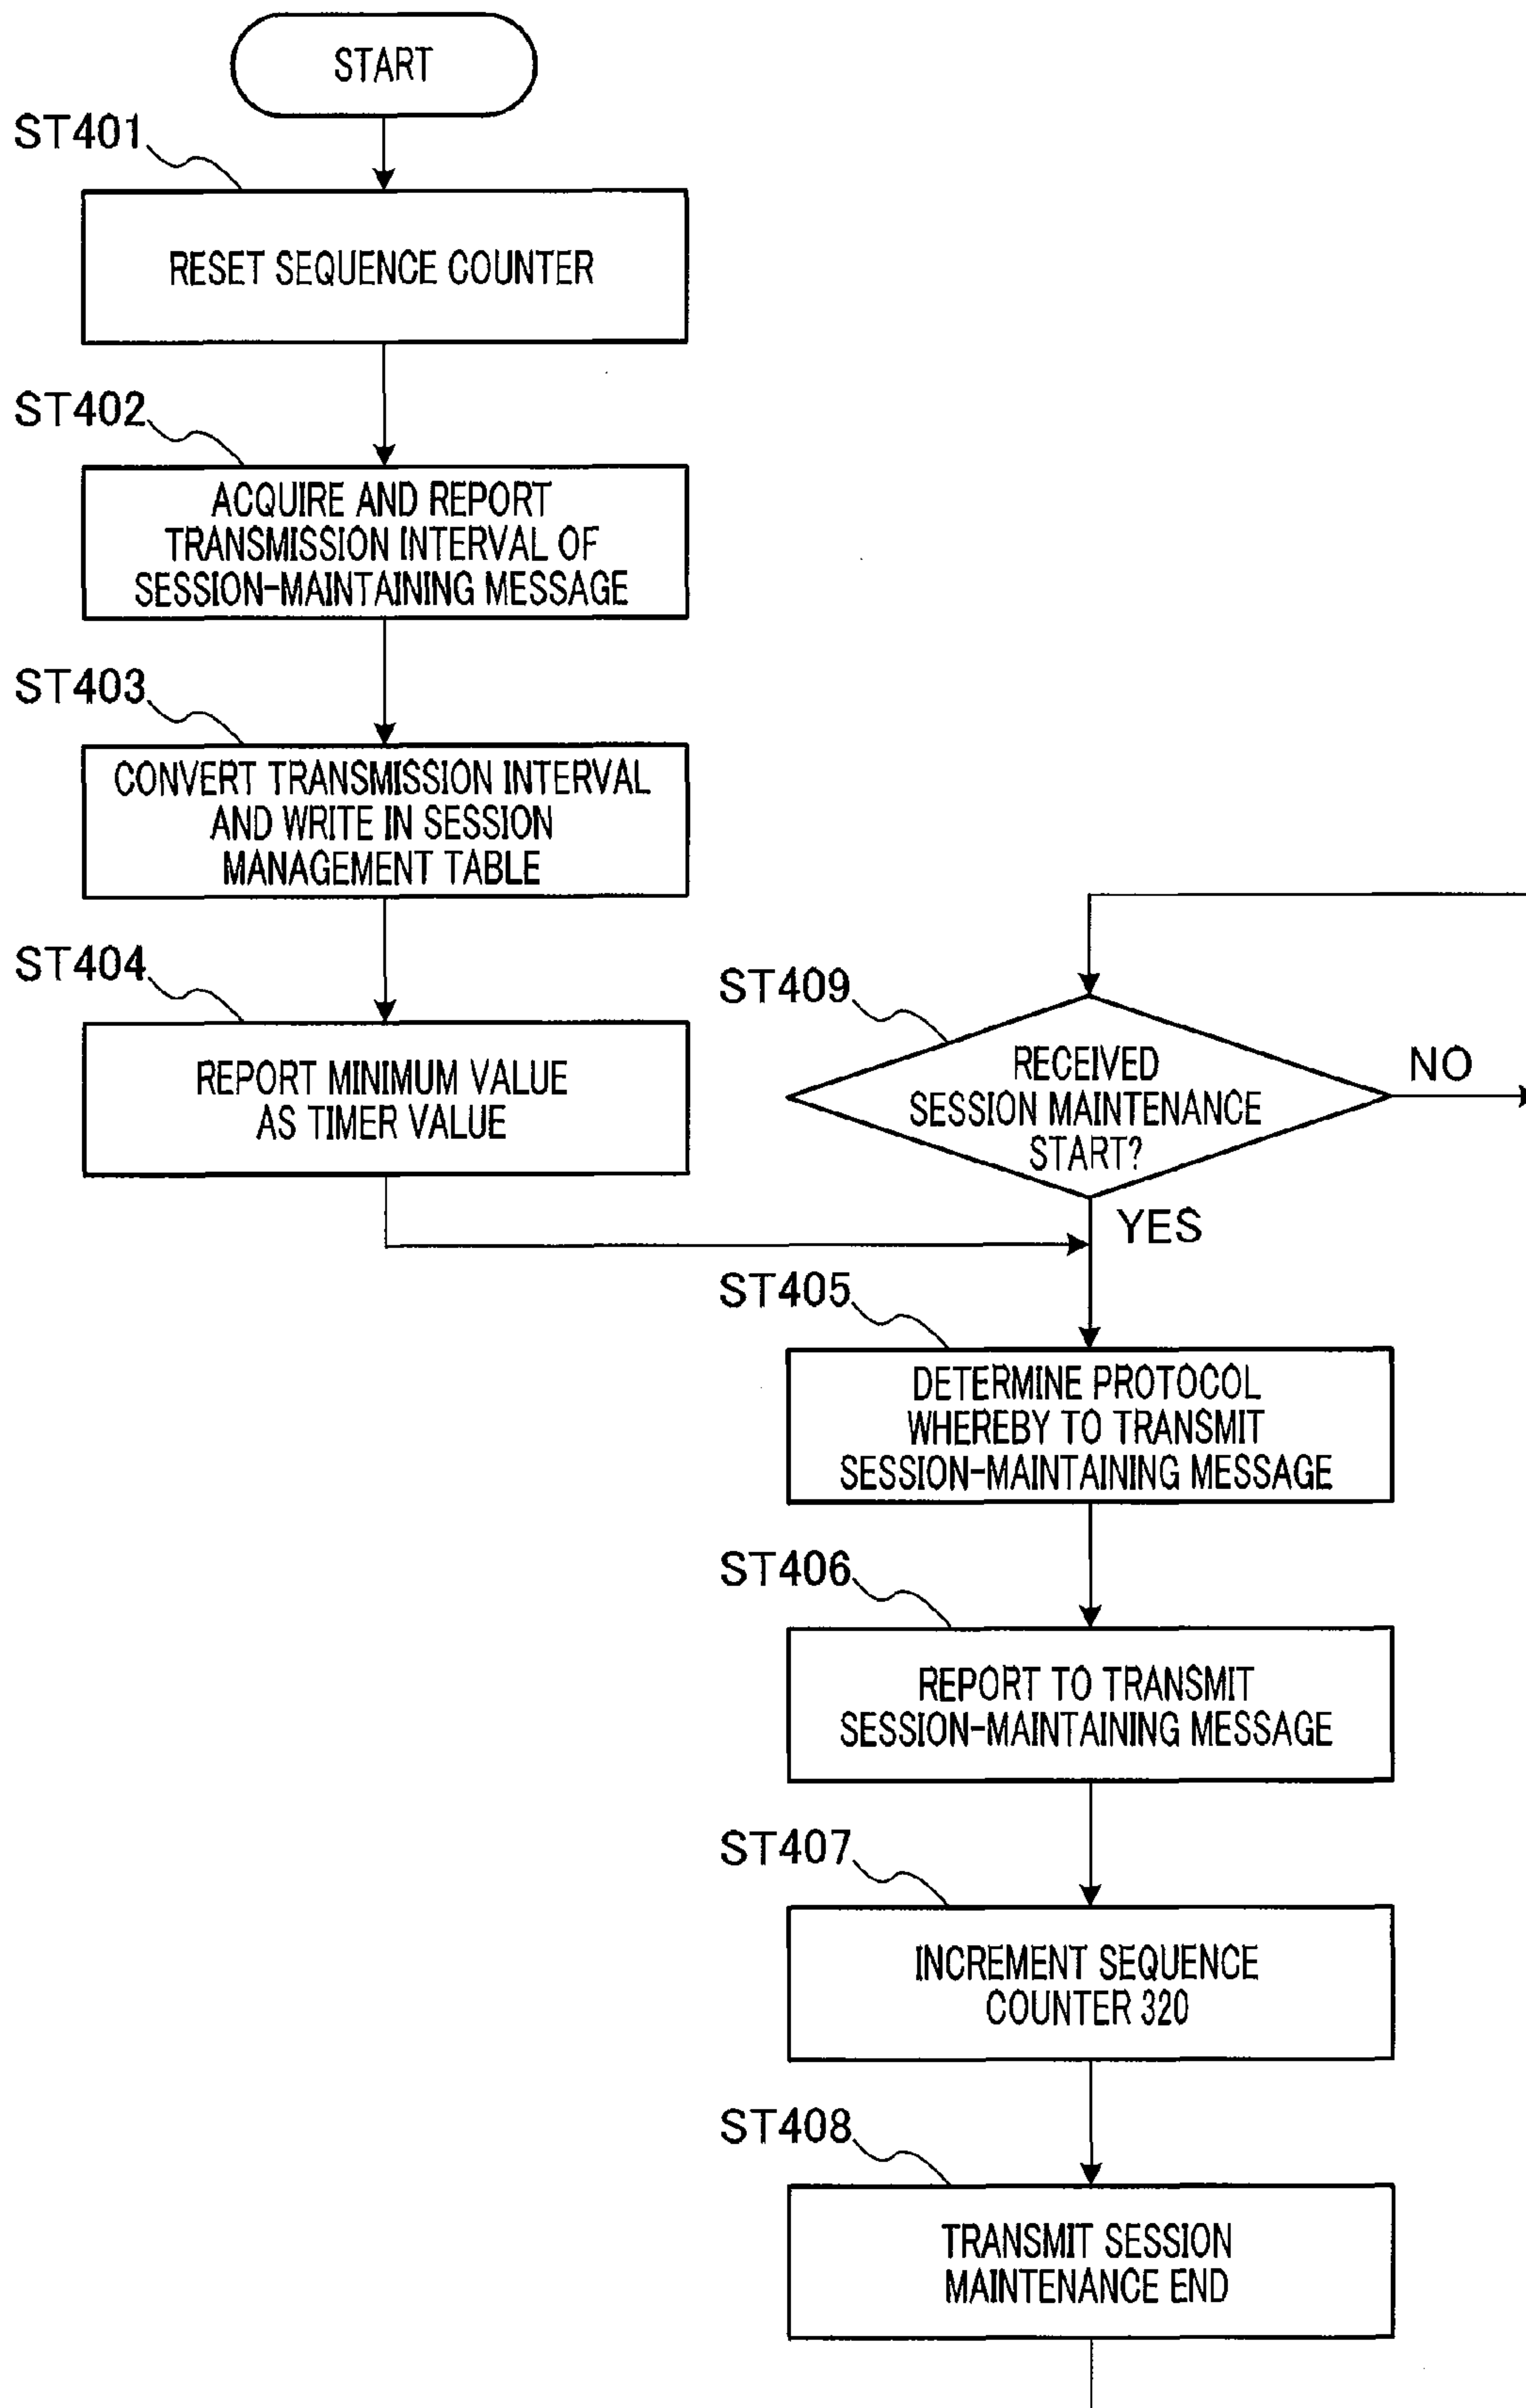 START
ST401
RESET SEQUENCE COUNTER
ST402
ACQUIRE AND REPORT
TRANSMISSION INTERVAL OF
SESSION-MAINTAINING MESSAGE
ST403
CONVERT TRANSMISSION INTERVAL
AND WRITE IN SESSION
MANAGEMENT TABLE
ST404
REPORT MINIMUM VALUE
AS TIMER VALUE
ST409
RECEIVED
SESSION MAINTENANCE
START?
NO
YES
ST405
DETERMINE PROTOCOL
WHEREBY TO TRANSMIT
SESSION-MAINTAINING MESSAGE
ST406
REPORT TO TRANSMIT
SESSION-MAINTAINING MESSAGE
ST407
INCREMENT SEQUENCE
COUNTER 320
ST408
TRANSMIT SESSION
MAINTENANCE END